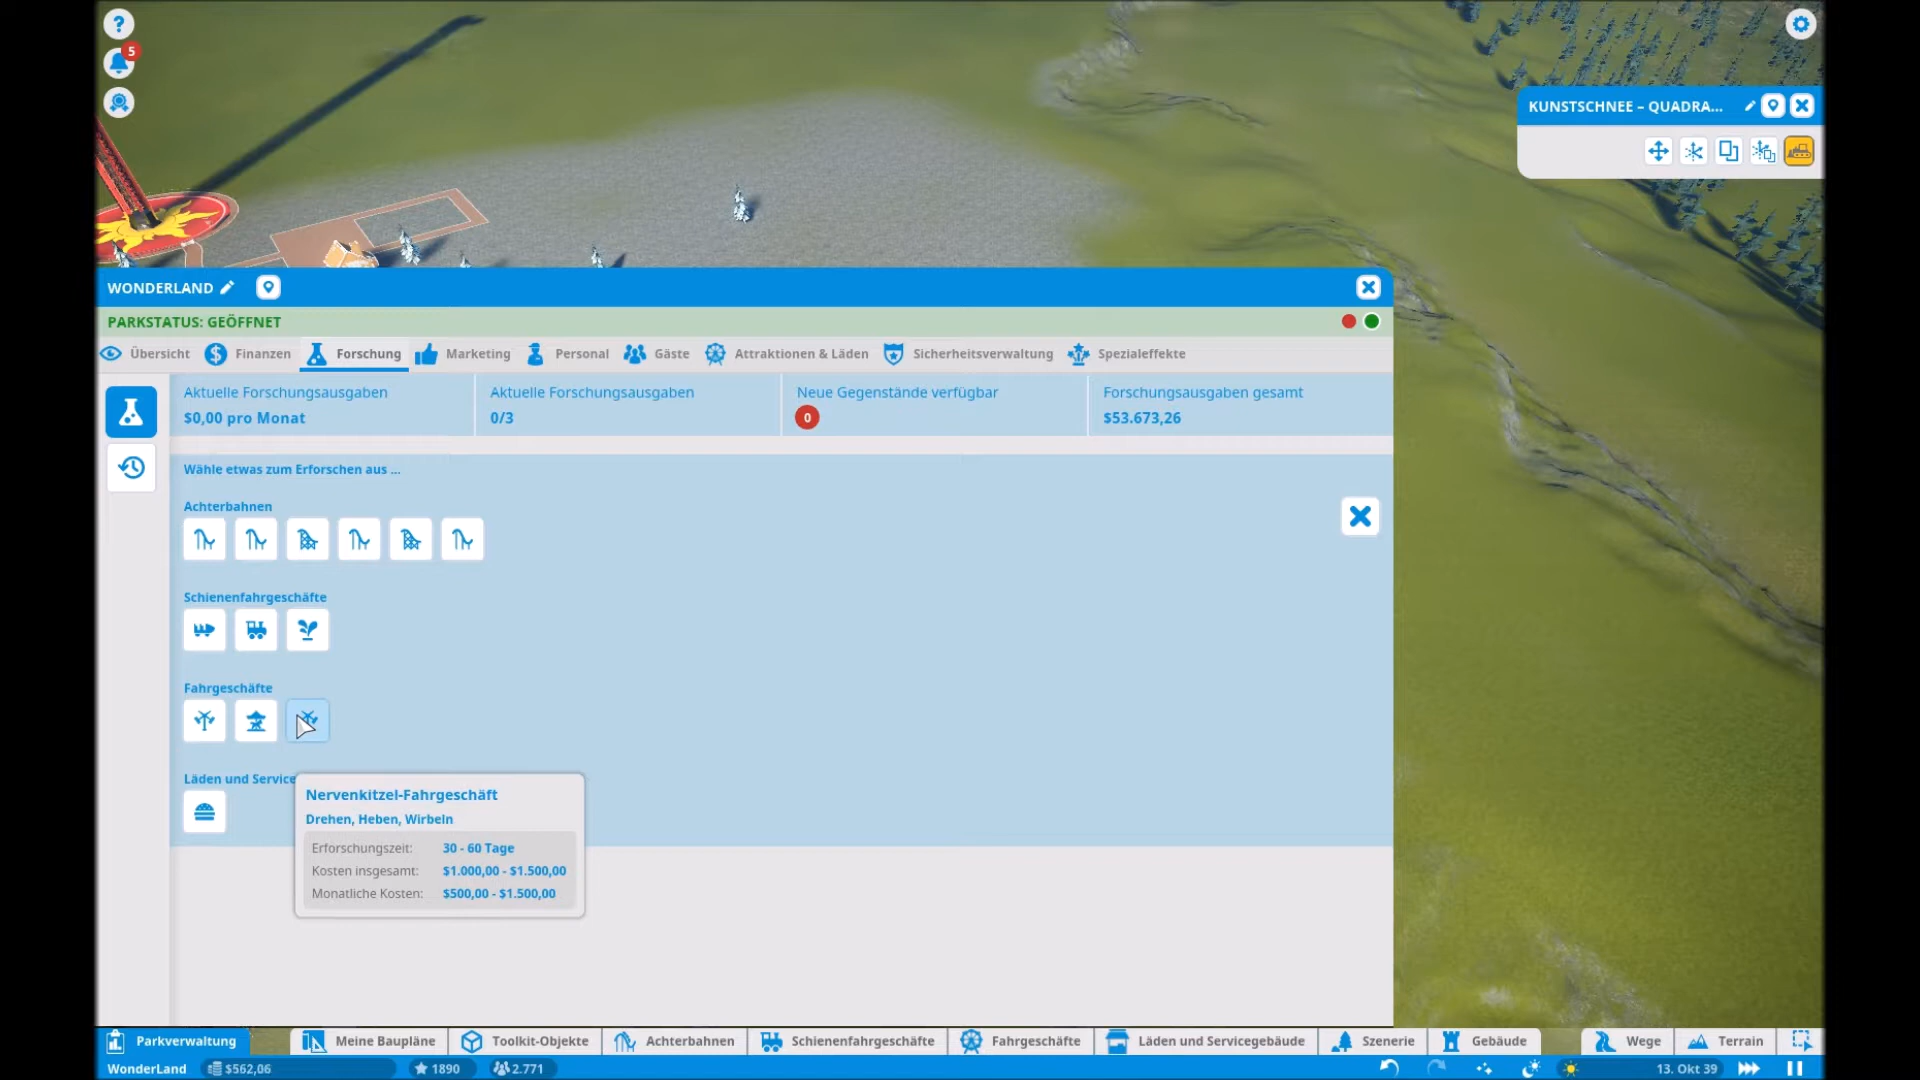 ?
5
KUNSTSCHNEE – QUADRA...
WONDERLAND
PARKSTATUS: GEÖFFNET
Übersicht
Finanzen
Forschung
Marketing
Personal
Gäste
Attraktionen & Läden
Sicherheitsverwaltung
Spezialeffekte
Aktuelle Forschungsausgaben
$0,00 pro Monat
Aktuelle Forschungsausgaben
0/3
Neue Gegenstände verfügbar
0
Forschungsausgaben gesamt
$53.673,26
Wähle etwas zum Erforschen aus ...
Achterbahnen
Schienenfahrgeschäfte
Fahrgeschäfte
Läden und Service
Nervenkitzel-Fahrgeschäft
Drehen, Heben, Wirbeln
Erforschungszeit: 30 - 60 Tage
Kosten insgesamt: $1.000,00 - $1.500,00
Monatliche Kosten: $500,00 - $1.500,00
Parkverwaltung
Meine Baupläne
Toolkit-Objekte
Achterbahnen
Schienenfahrgeschäfte
Fahrgeschäfte
Läden und Servicegebäude
Szenerie
Gebäude
Wege
Terrain
WonderLand
$562,06
1890
2.771
13. Okt 39